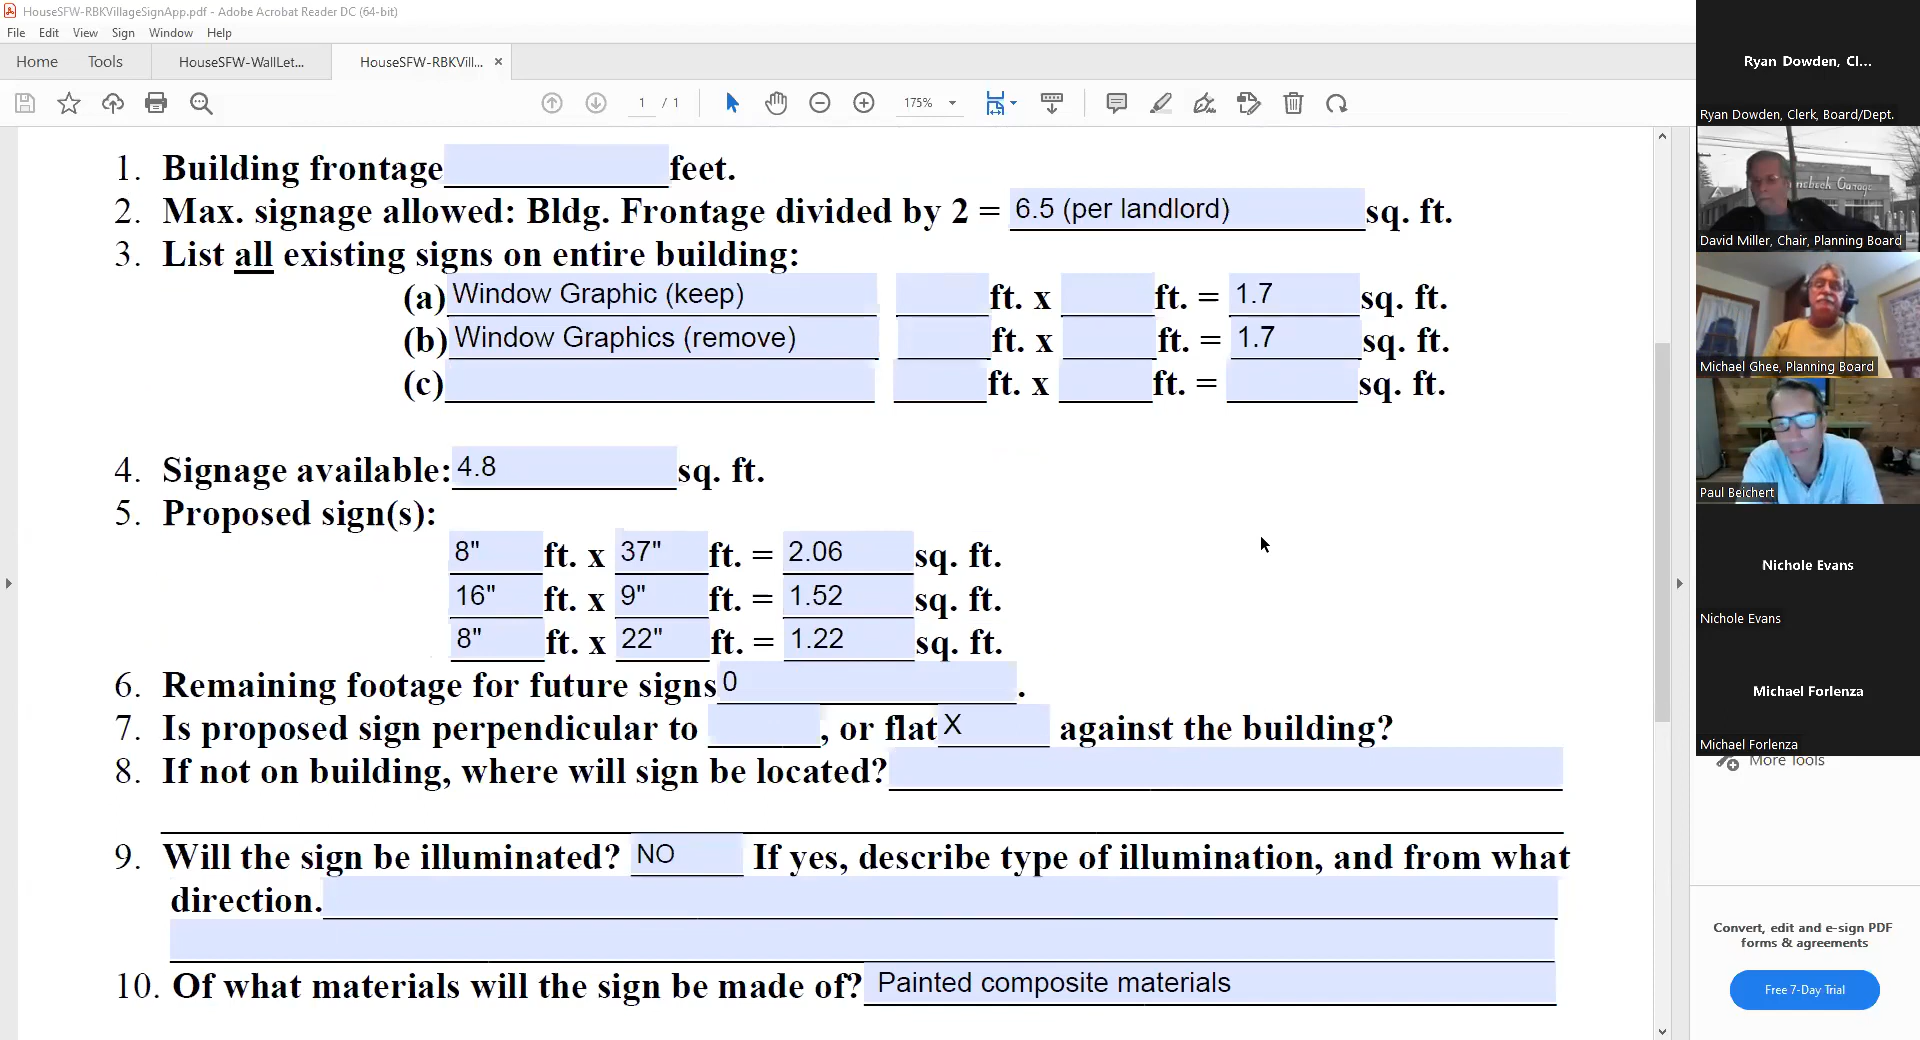 HouseSFW-RBKVillageSignApp.pdf - Adobe Acrobat Reader DC (64-bit)
File Edit View Sign Window Help
Home Tools HouseSFW-WallLet... HouseSFW-RBKVill... ×
1 / 1 175%
1. Building frontage feet.
2. Max. signage allowed: Bldg. Frontage divided by 2 = 6.5 (per landlord) sq. ft.
3. List all existing signs on entire building:
(a) Window Graphic (keep) ft. x ft. = 1.7 sq. ft.
(b) Window Graphics (remove) ft. x ft. = 1.7 sq. ft.
(c) ft. x ft. = sq. ft.
4. Signage available: 4.8 sq. ft.
5. Proposed sign(s):
8" ft. x 37" ft. = 2.06 sq. ft.
16" ft. x 9" ft. = 1.52 sq. ft.
8" ft. x 22" ft. = 1.22 sq. ft.
6. Remaining footage for future signs 0 .
7. Is proposed sign perpendicular to , or flat X against the building?
8. If not on building, where will sign be located?
9. Will the sign be illuminated? NO If yes, describe type of illumination, and from what
direction.
10. Of what materials will the sign be made of? Painted composite materials
Ryan Dowden, Cl...
Ryan Dowden, Clerk, Board/Dept.
Garage
David Miller, Chair, Planning Board
Michael Ghee, Planning Board
Paul Beichert
Nichole Evans
Nichole Evans
Michael Forlenza
Michael Forlenza
More Tools
Convert, edit and e-sign PDF
forms & agreements
Free 7-Day Trial